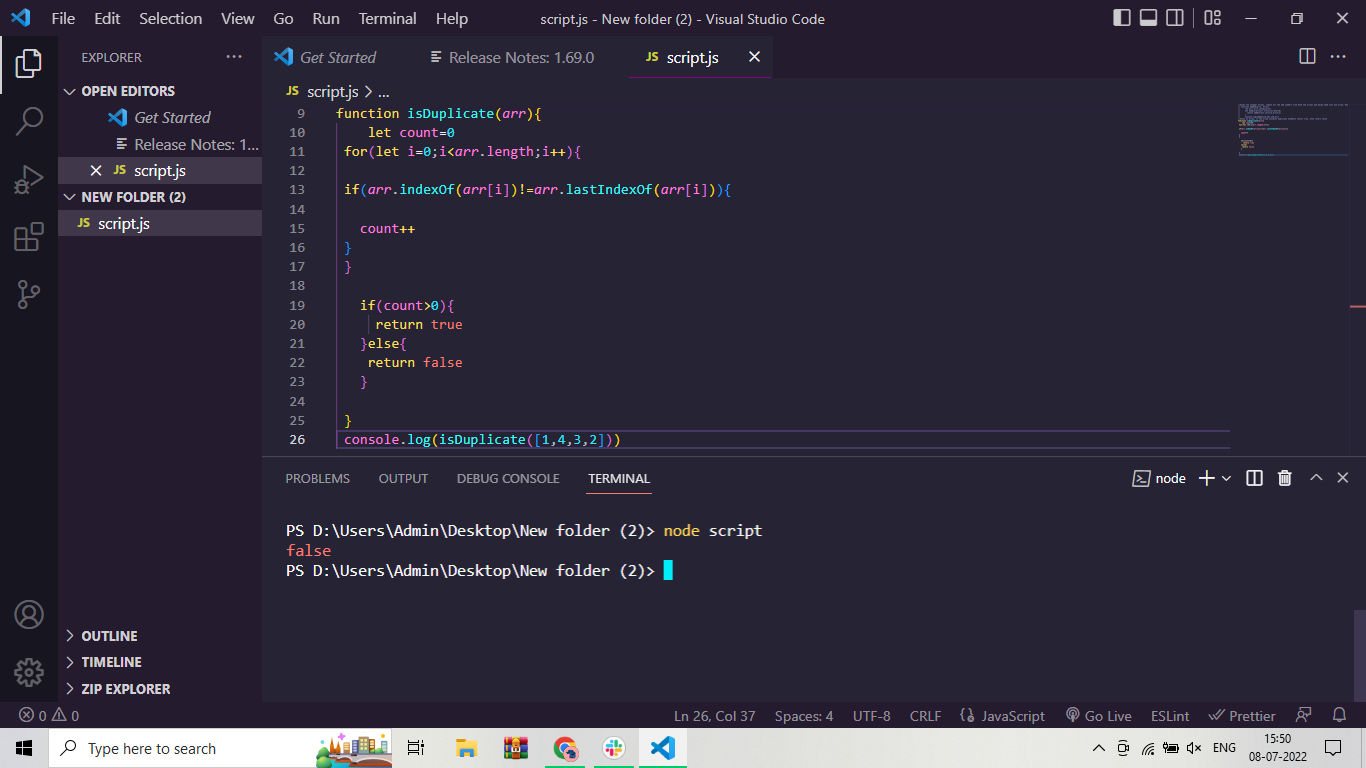 File Edit Selection View Go Run Terminal Help script.js - New folder (2) - Visual Studio Code
EXPLORER
OPEN EDITORS
Get Started
Release Notes: 1...
JS script.js
NEW FOLDER (2)
JS script.js
OUTLINE
TIMELINE
ZIP EXPLORER
Get Started Release Notes: 1.69.0 JS script.js
JS script.js > ...
9 function isDuplicate(arr){
10 let count=0
11 for(let i=0;i<arr.length;i++){
12
13 if(arr.indexOf(arr[i])!=arr.lastIndexOf(arr[i])){
14
15 count++
16 }
17 }
18
19 if(count>0){
20 return true
21 }else{
22 return false
23 }
24
25 }
26 console.log(isDuplicate([1,4,3,2]))
PROBLEMS OUTPUT DEBUG CONSOLE TERMINAL node
PS D:\Users\Admin\Desktop\New folder (2)> node script
false
PS D:\Users\Admin\Desktop\New folder (2)>
0 0 Ln 26, Col 37 Spaces: 4 UTF-8 CRLF JavaScript Go Live ESLint Prettier
Type here to search ENG 15:50
08-07-2022